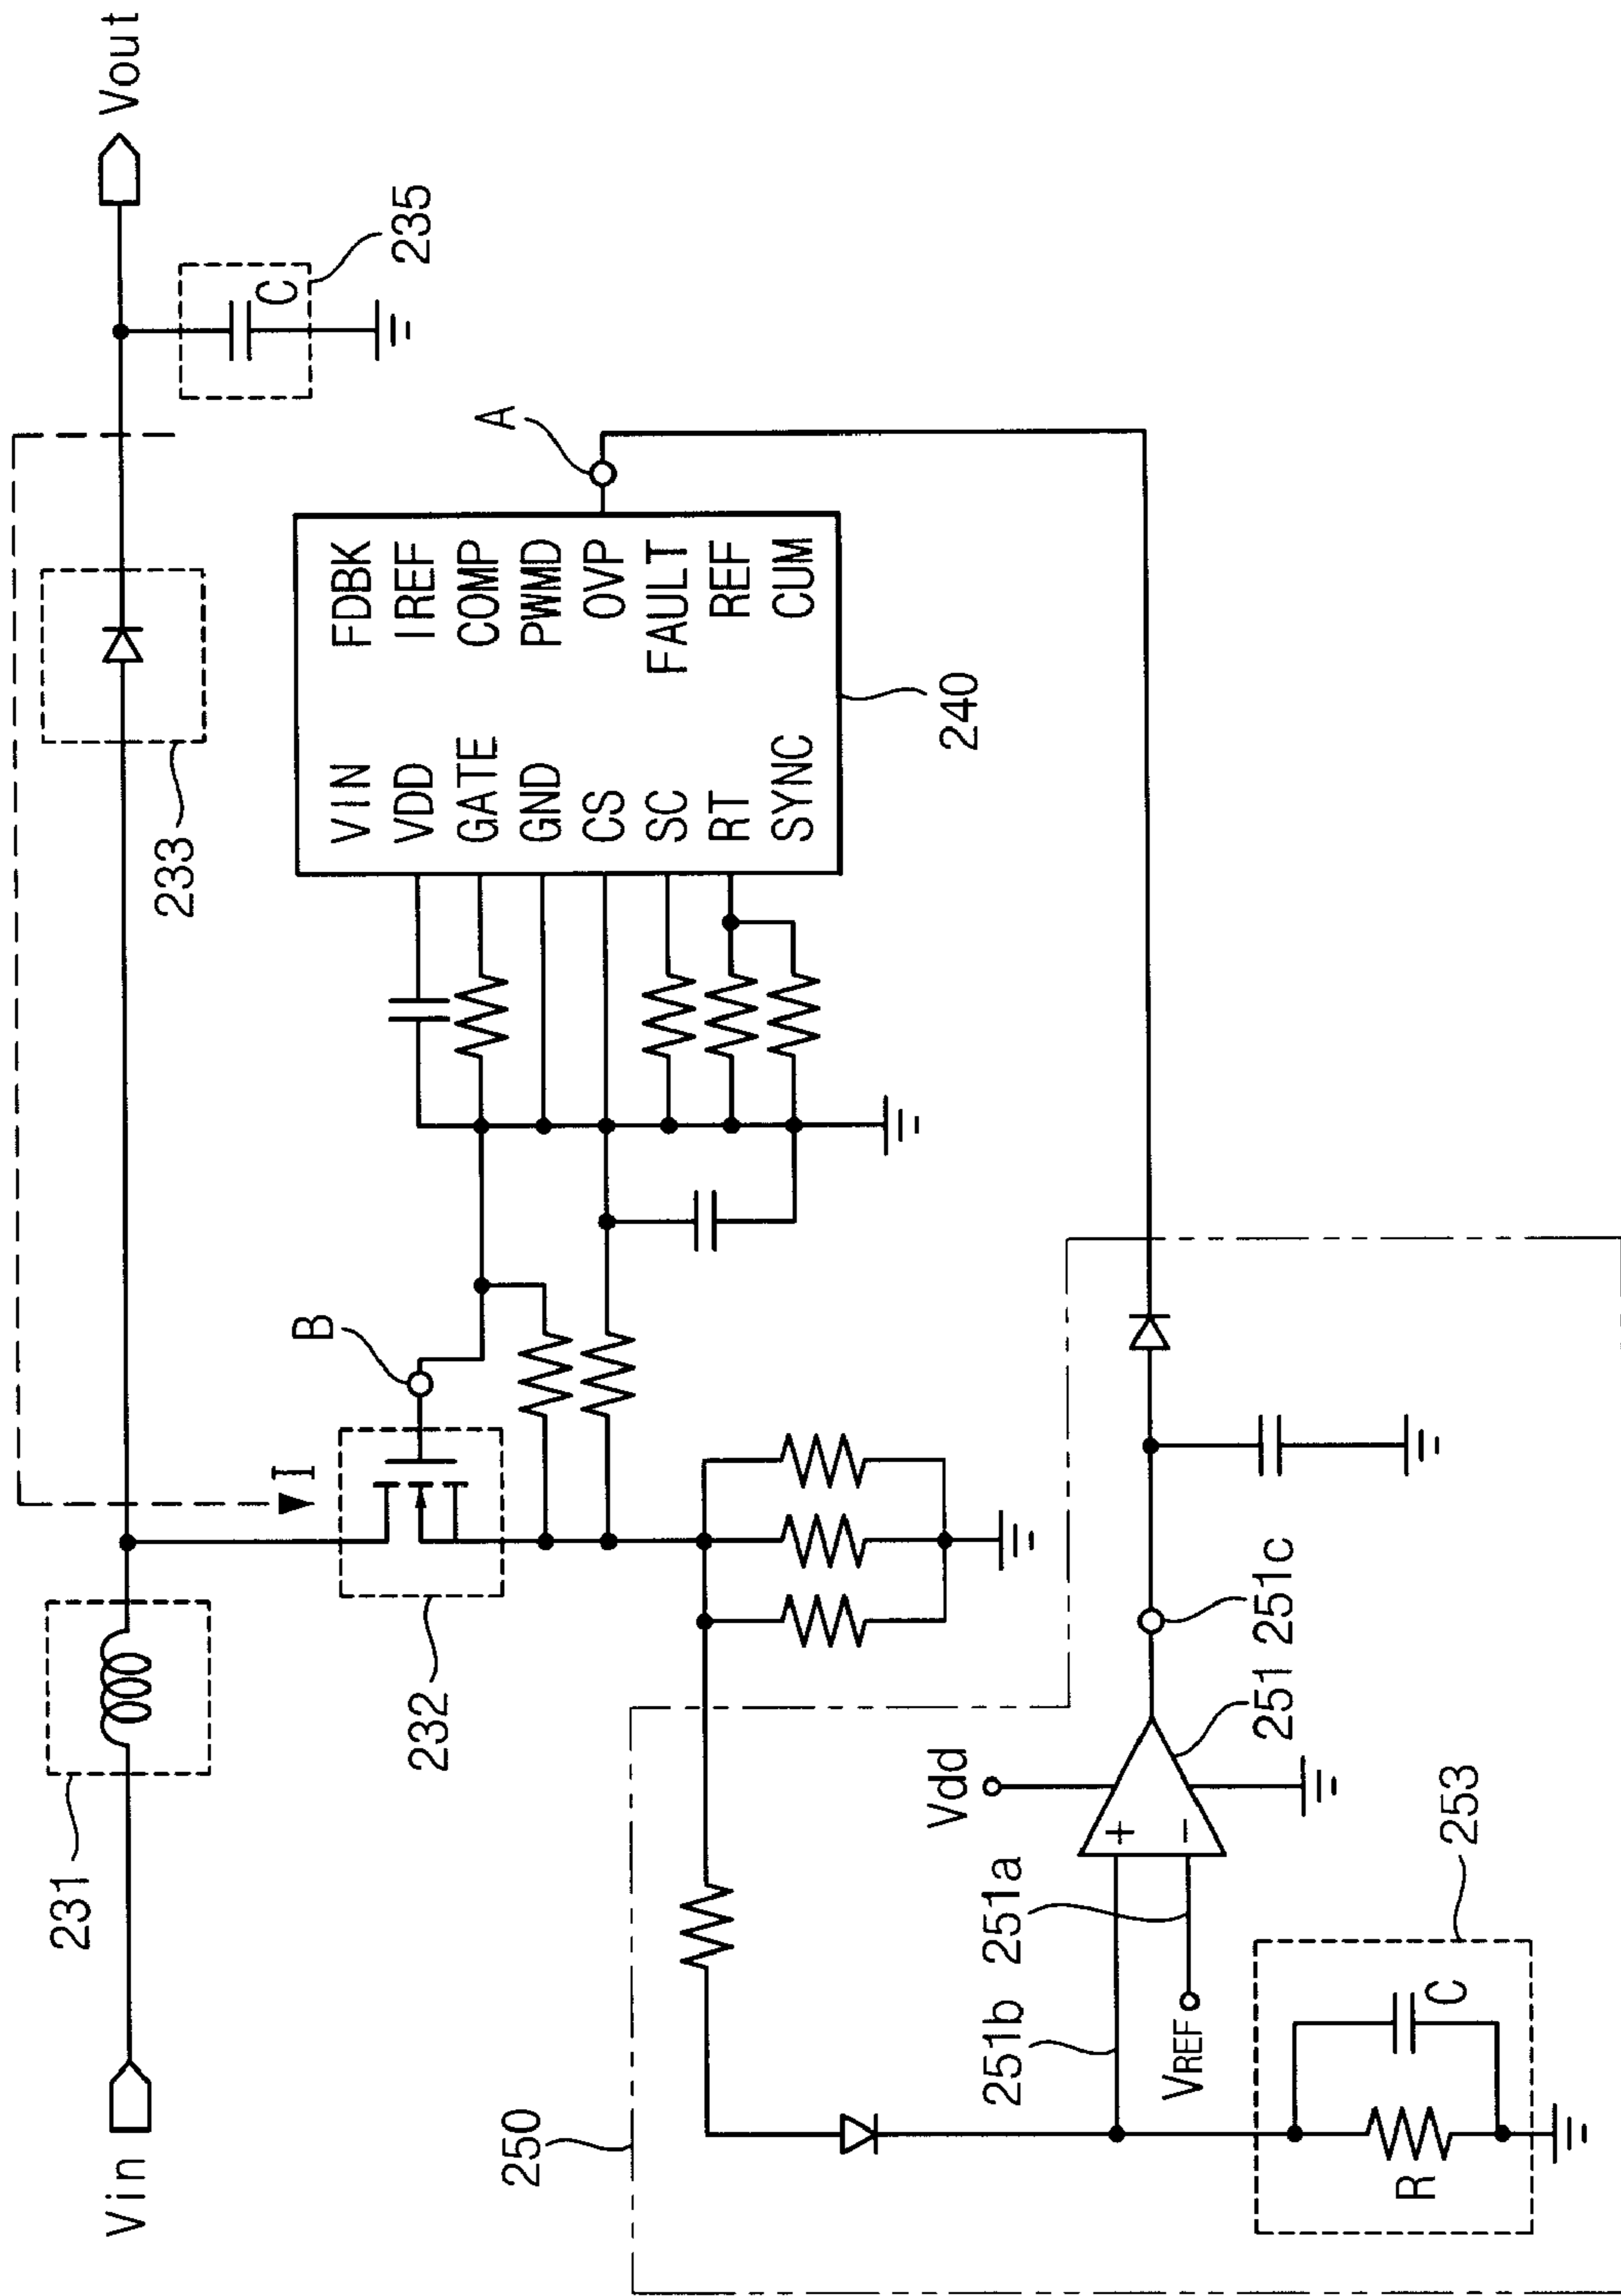 Vin
231
233
Vout
C
235
I
232
B
VIN FDBK
VDD IREF
GATE COMP
GND PWMD
CS OVP
SC FAULT
RT REF
SYNC CUM
A
240
250
Vdd
251b
251a
+
−
VREF
251
251c
253
R
C